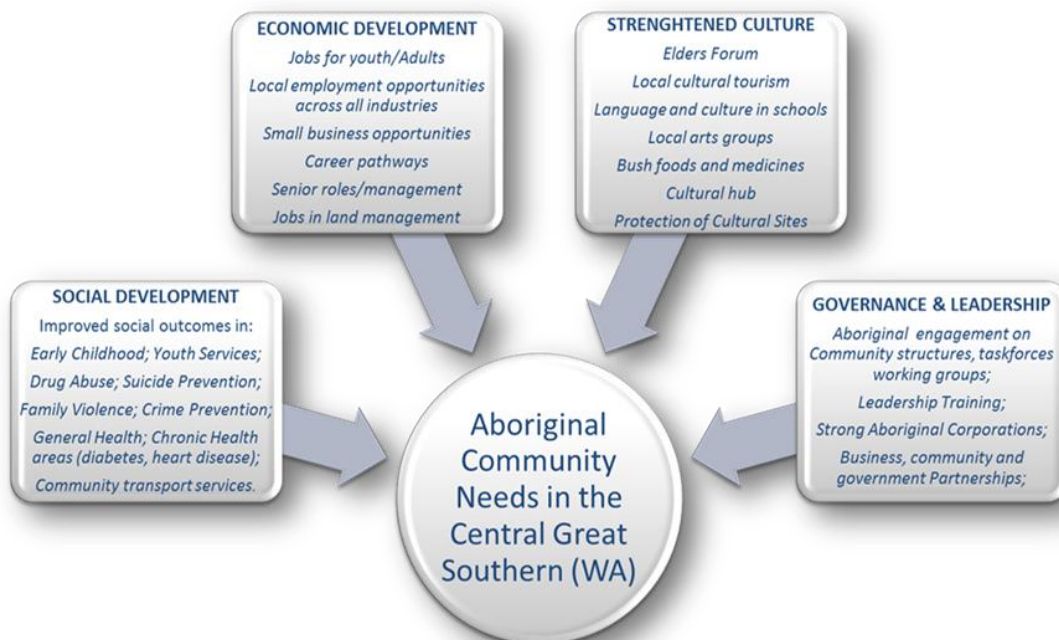 ECONOMIC DEVELOPMENT
Jobs for youth/Adults
Local employment opportunities
across all industries
Small business opportunities
Career pathways
Senior roles/management
Jobs in land management
STRENGHTENED CULTURE
Elders Forum
Local cultural tourism
Language and culture in schools
Local arts groups
Bush foods and medicines
Cultural hub
Protection of Cultural Sites
SOCIAL DEVELOPMENT
Improved social outcomes in:
Early Childhood; Youth Services;
Drug Abuse; Suicide Prevention;
Family Violence; Crime Prevention;
General Health; Chronic Health
areas (diabetes, heart disease);
Community transport services.
GOVERNANCE & LEADERSHIP
Aboriginal engagement on
Community structures, taskforces
working groups;
Leadership Training;
Strong Aboriginal Corporations;
Business, community and
government Partnerships;
Aboriginal
Community
Needs in the
Central Great
Southern (WA)